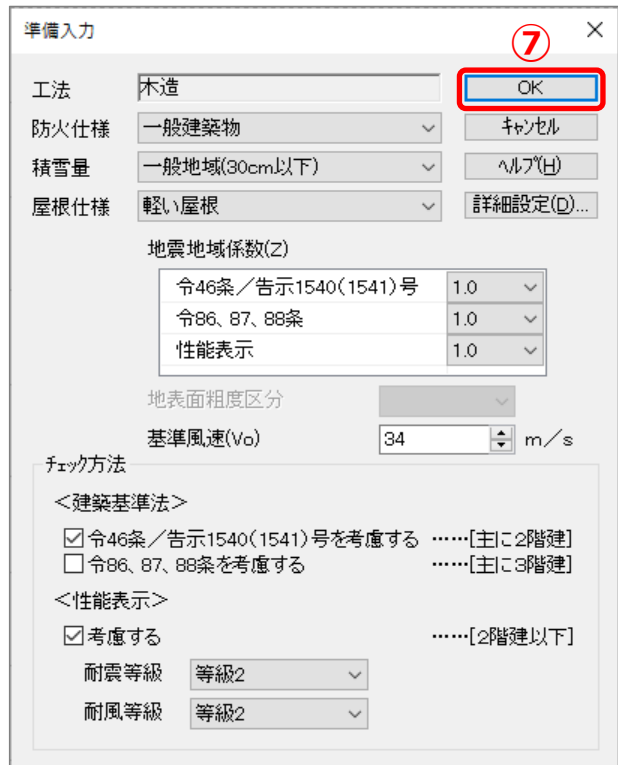 準備入力
⑦
工法 木造 OK
防火仕様 一般建築物 キャンセル
積雪量 一般地域(30cm以下) ヘルプ(H)
屋根仕様 軽い屋根 詳細設定(D)...
地震地域係数(Z)
令46条/告示1540(1541)号 1.0
令86、87、88条 1.0
性能表示 1.0
地表面粗度区分
基準風速(Vo) 34 m/s
チェック方法
<建築基準法>
令46条/告示1540(1541)号を考慮する ……[主に2階建]
令86、87、88条を考慮する ……[主に3階建]
<性能表示>
考慮する ……[2階建以下]
耐震等級 等級2
耐風等級 等級2